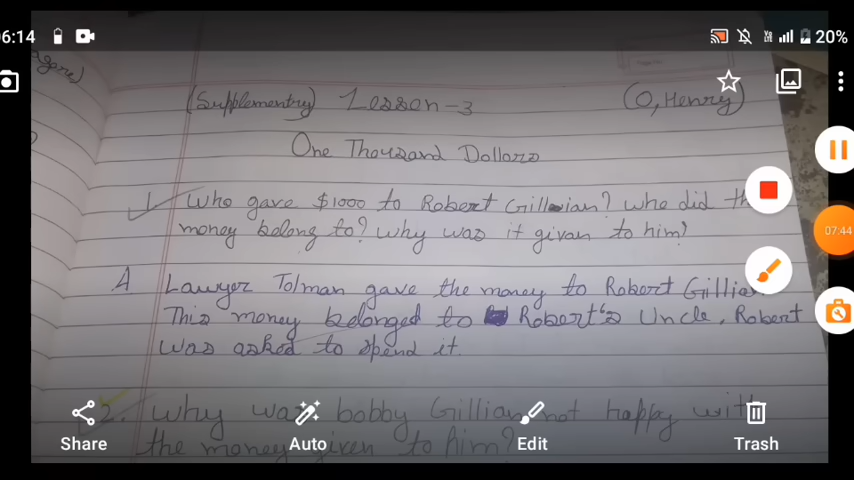 6:14 20%
(Supplementry) Lesson-3 (O, Henry)
One Thousand Dollars
1. Who gave $1000 to Robert Gillian? who did th
money belong to? Why was it givan to him?
A Lawyer Tolman gave the money to Robert Gillian
This money belonged to Robert's Uncle. Robert
was asked to spend it.
07:44
2. Why was bobby Gillian not happy with
the money given to him?
Share Auto Edit Trash